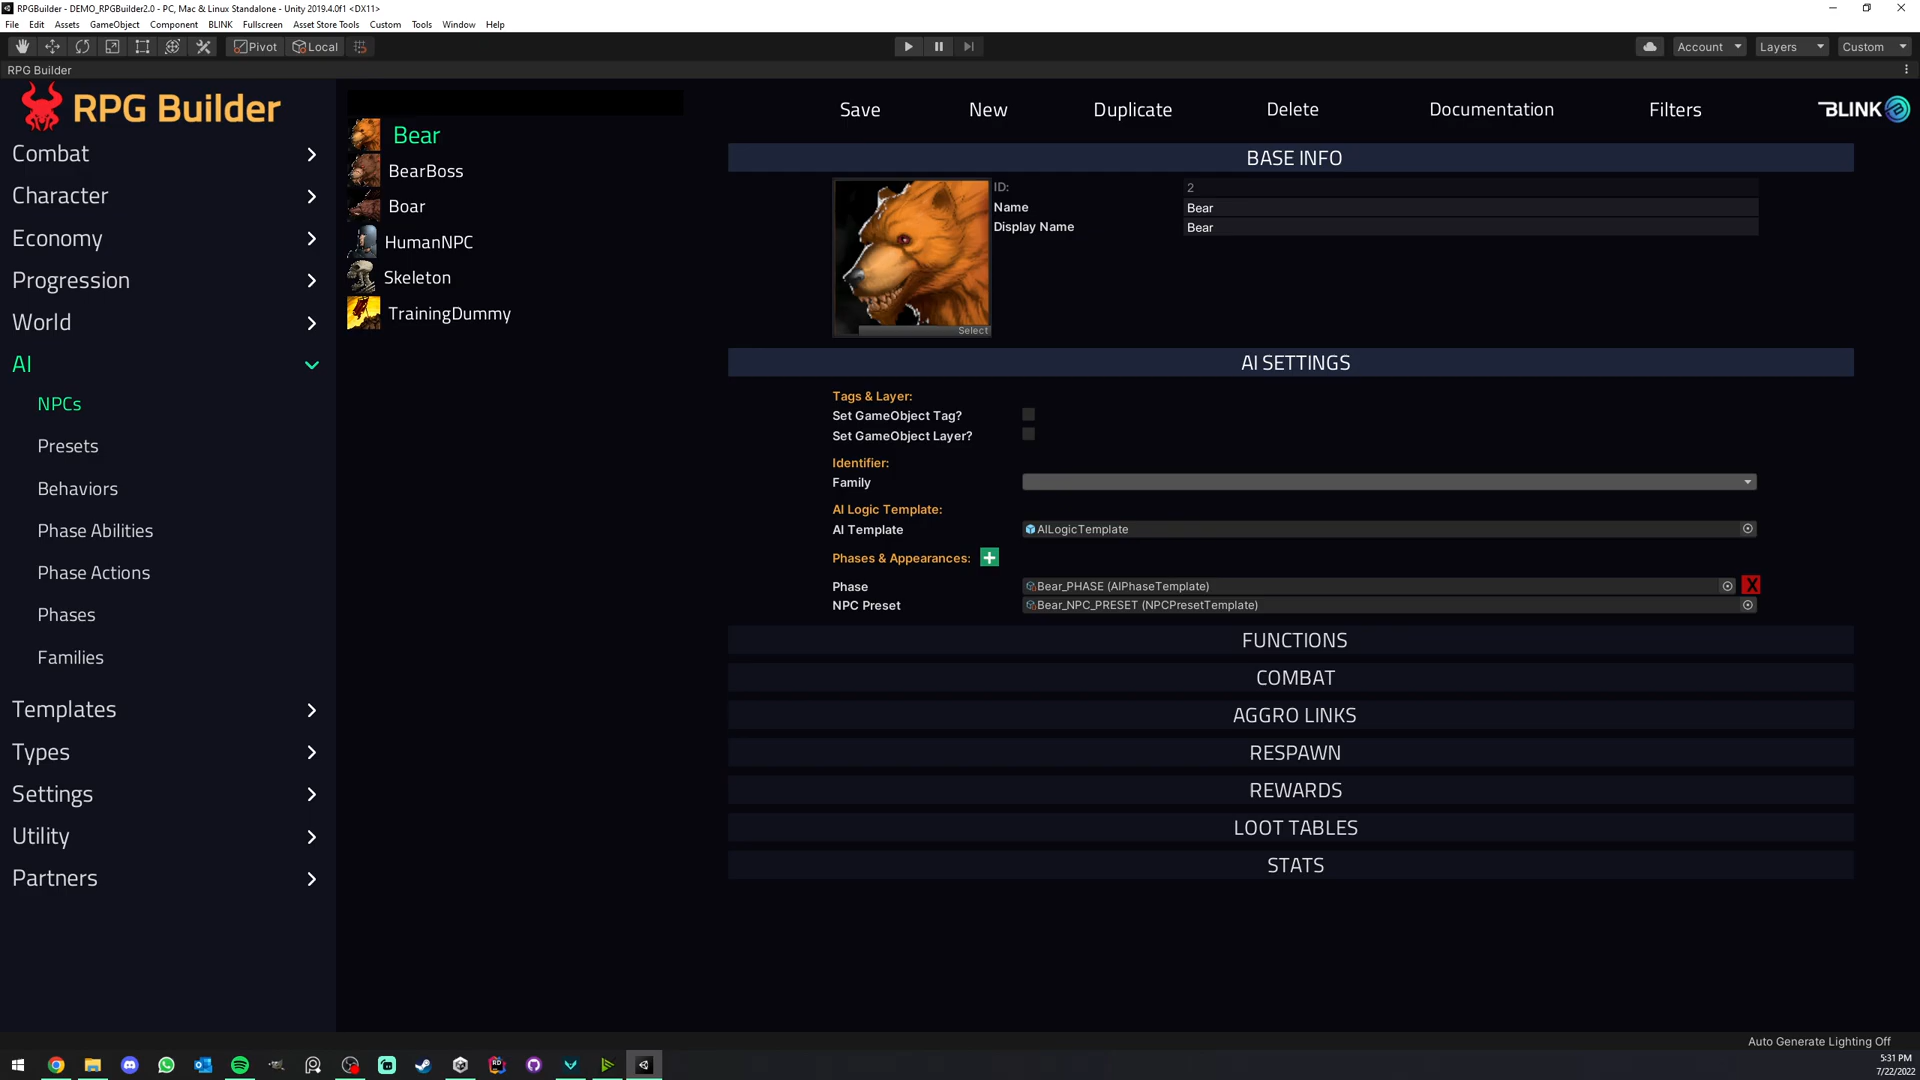 RPGBuilder - DEMO_RPGBuilder2.0 - PC, Mac & Linux Standalone - Unity 2019.4.0f1 <DX11>
File Edit Assets GameObject Component BLINK Fullscreen Asset Store Tools Custom Tools Window Help
Pivot Local Account Layers Custom
RPG Builder
RPG Builder
Combat
Character
Economy
Progression
World
AI
NPCs
Presets
Behaviors
Phase Abilities
Phase Actions
Phases
Families
Templates
Types
Settings
Utility
Partners
Bear
BearBoss
Boar
HumanNPC
Skeleton
TrainingDummy
Save New Duplicate Delete Documentation Filters BLINK
BASE INFO
ID: 2
Name Bear
Display Name Bear
Select
AI SETTINGS
Tags & Layer:
Set GameObject Tag?
Set GameObject Layer?
Identifier:
Family
AI Logic Template:
AI Template AILogicTemplate
Phases & Appearances: +
Phase Bear_PHASE (AIPhaseTemplate) X
NPC Preset Bear_NPC_PRESET (NPCPresetTemplate)
FUNCTIONS
COMBAT
AGGRO LINKS
RESPAWN
REWARDS
LOOT TABLES
STATS
Auto Generate Lighting Off
5:31 PM
7/22/2022